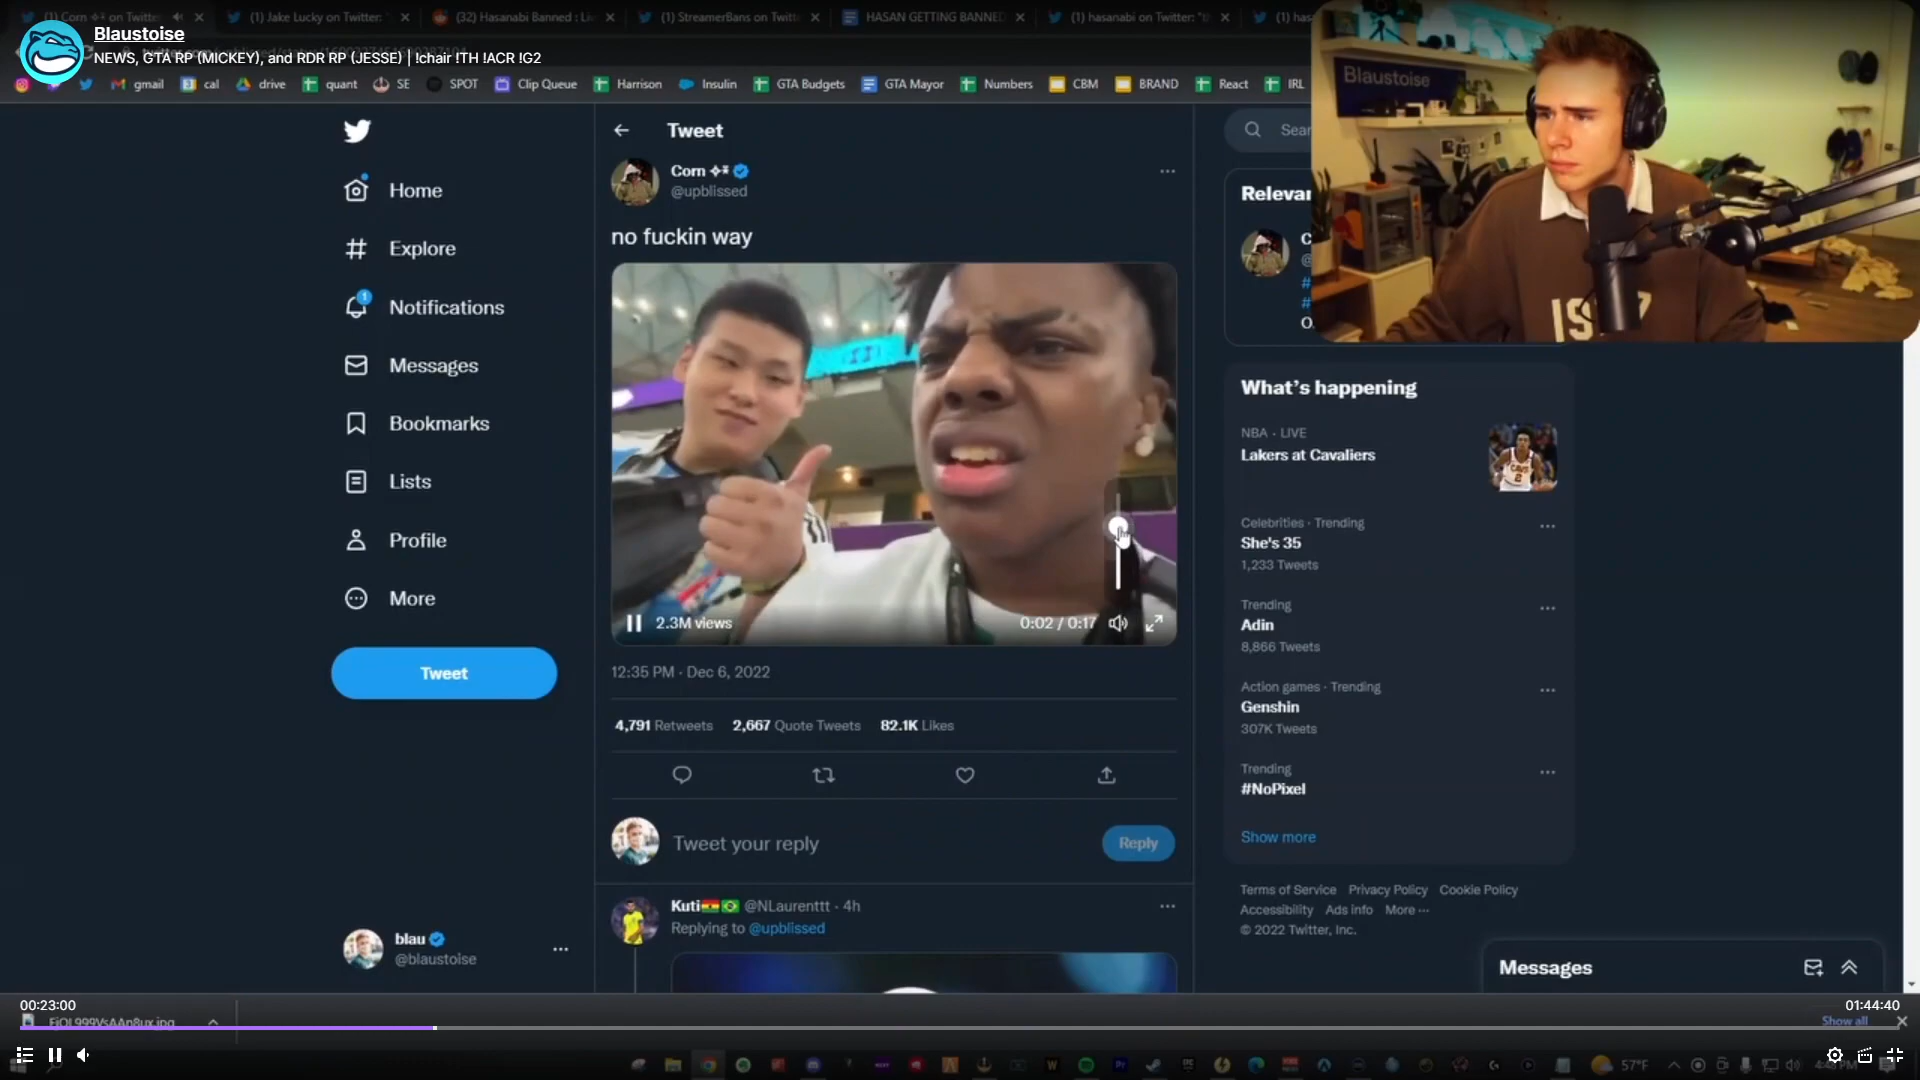 (1) Corn on Twitter
(1) Jake Lucky on Twitter:
(32) Hasanabi Banned : Li
(1) StreamerBans on Twitt
HASAN GETTING BANNED
(1) hasanabi on Twitter: "
(1) has
Blaustoise
NEWS, GTA RP (MICKEY), and RDR RP (JESSE) | !chair !TH !ACR !G2
gmail
cal
drive
quant
SE
SPOT
Clip Queue
Harrison
Insulin
GTA Budgets
GTA Mayor
Numbers
CBM
BRAND
React
IRL
Blaustoise
Home
Explore
1
Notifications
Messages
Bookmarks
Lists
Profile
More
Tweet
blau
@blaustoise
Tweet
Corn
@upblissed
no fuckin way
2.3M views
0:02 / 0:17
12:35 PM · Dec 6, 2022
4,791 Retweets 2,667 Quote Tweets 82.1K Likes
Tweet your reply
Reply
Kuti @NLaurenttt · 4h
Replying to @upblissed
Sear
Relevan
C
@
#
#
O
What's happening
NBA · LIVE
Lakers at Cavaliers
Celebrities · Trending
She's 35
1,233 Tweets
Trending
Adin
8,866 Tweets
Action games · Trending
Genshin
307K Tweets
Trending
#NoPixel
Show more
Terms of Service Privacy Policy Cookie Policy
Accessibility Ads info More ···
© 2022 Twitter, Inc.
Messages
00:23:00
01:44:40
Show all
57°F